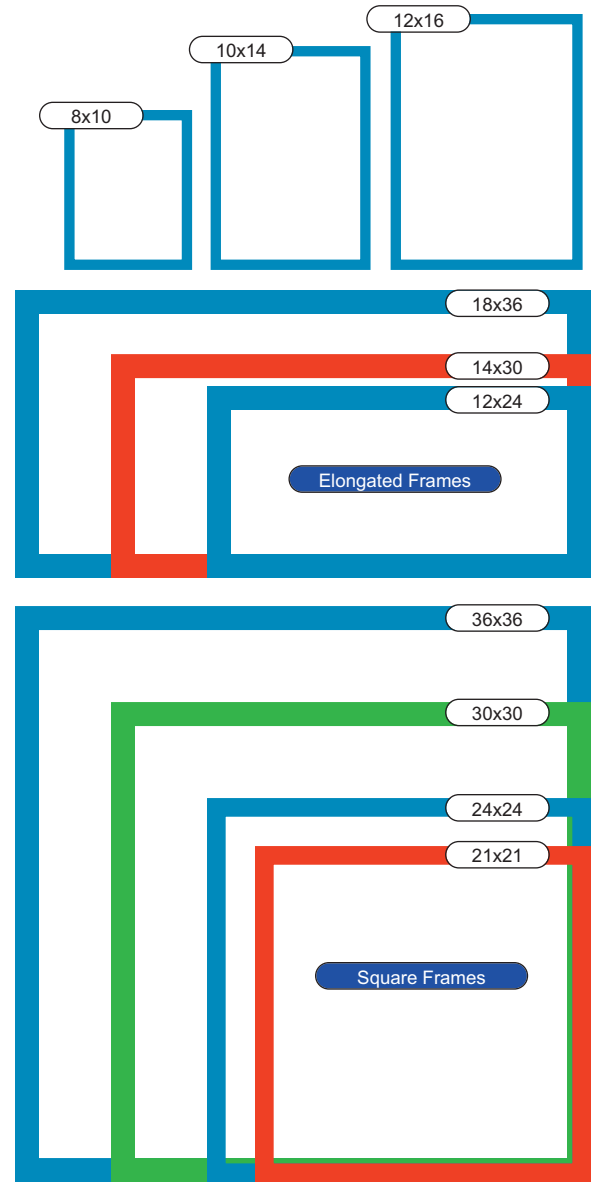 12x16
10x14
8x10
18x36
14x30
12x24
Elongated Frames
36x36
30x30
24x24
21x21
Square Frames